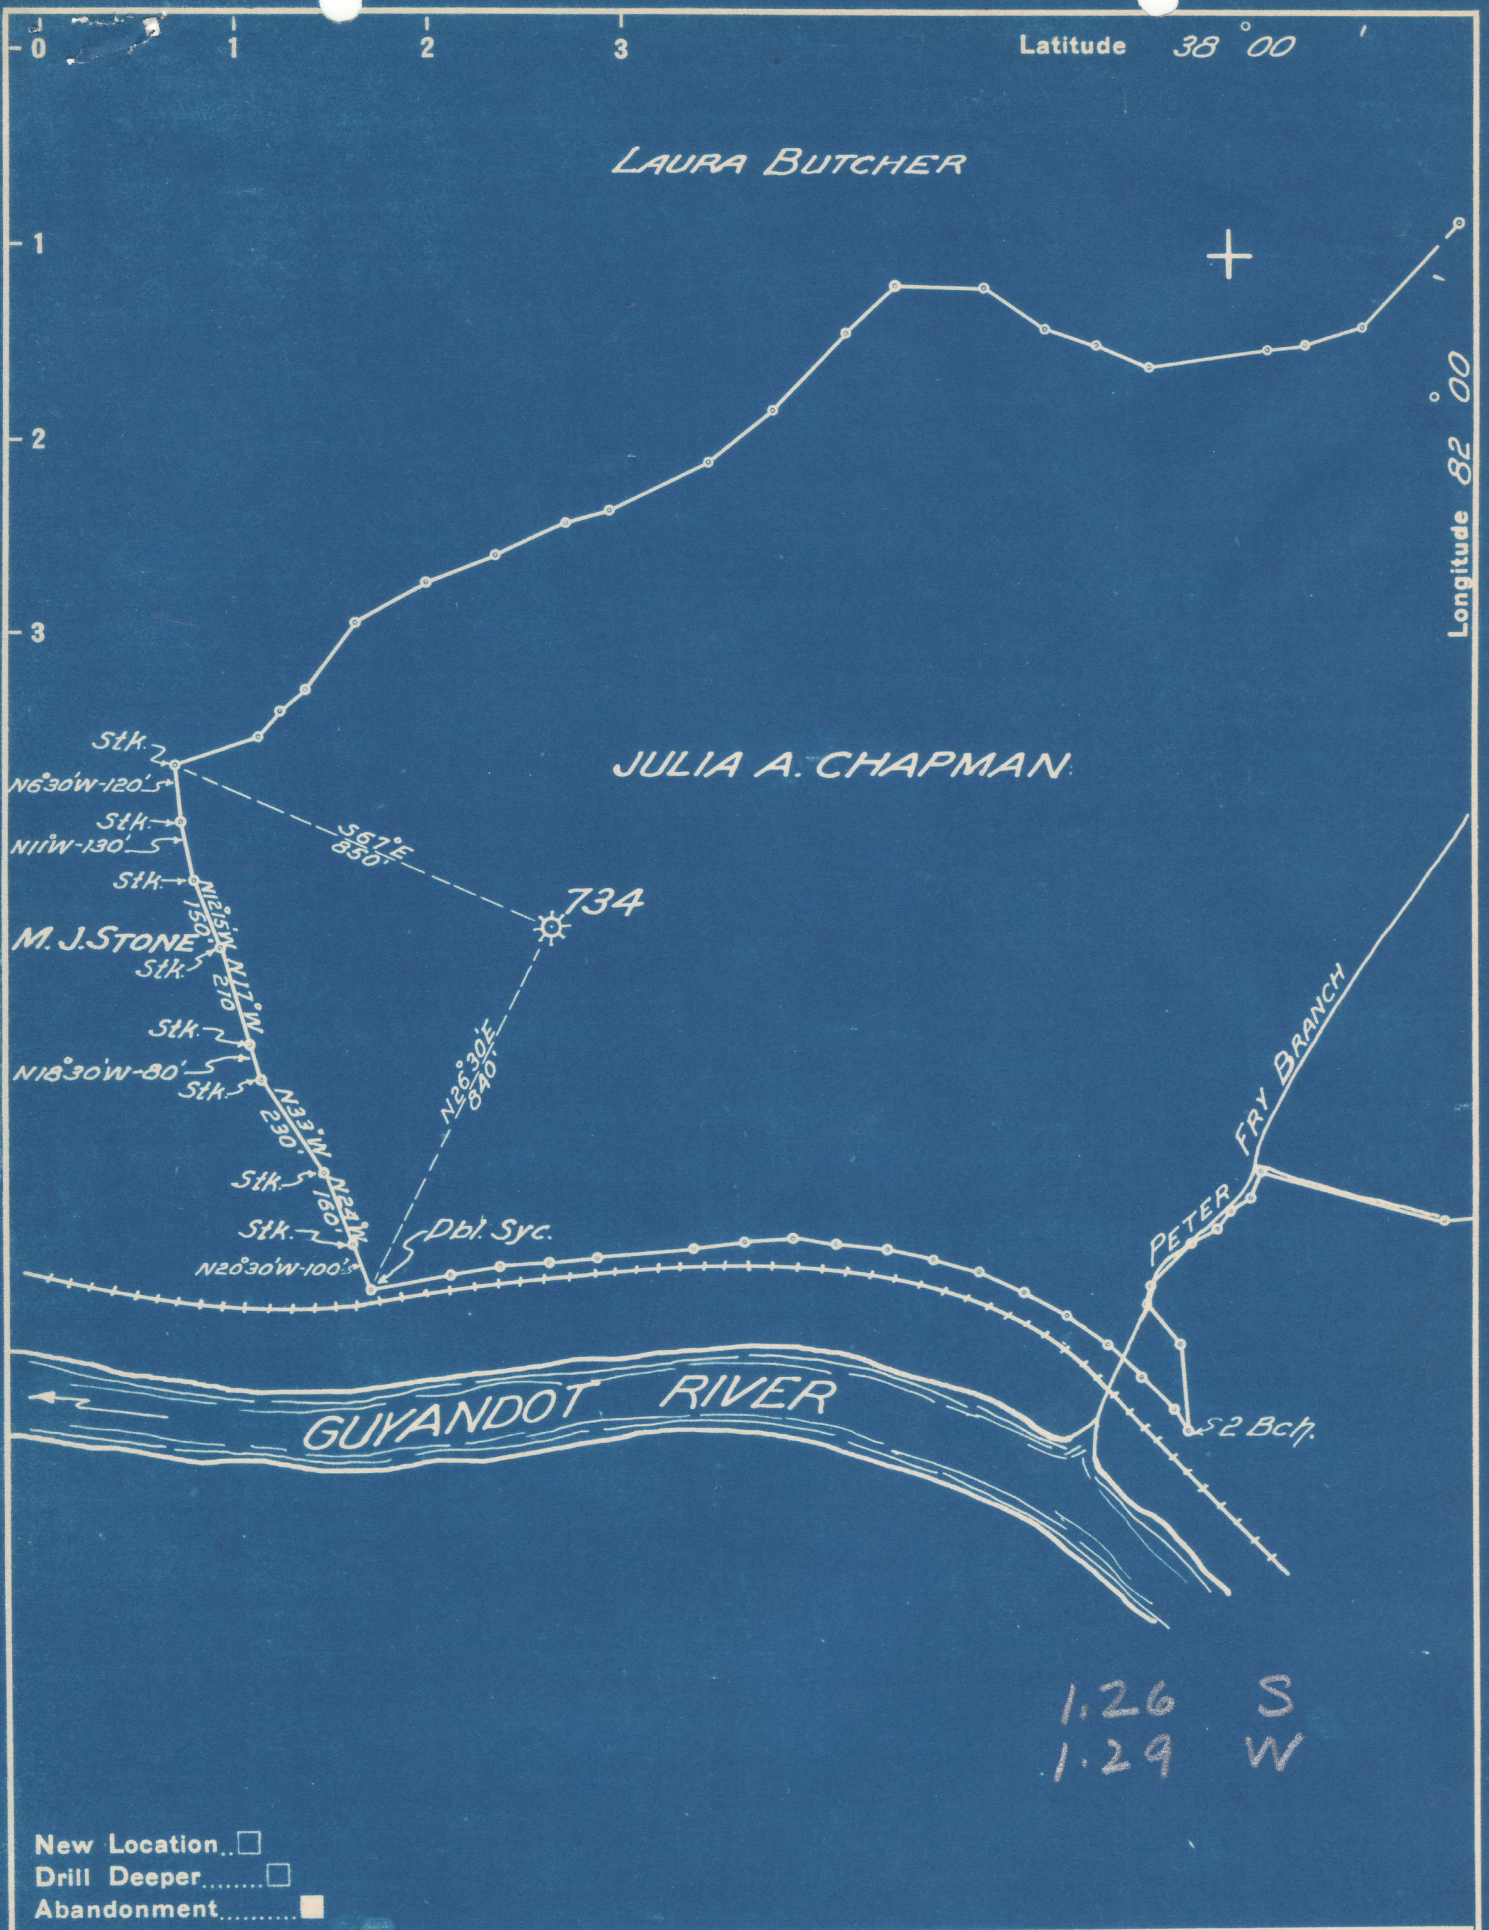 0 1 2 3 Latitude 38°00'
LAURA BUTCHER
1
2
3
Longitude 82°00'
Stk.
N6°30'W-120'
Stk.
N11°W-130'
Stk.
JULIA A. CHAPMAN
S67°E
850'
734
N12°15'W
150'
M. J. STONE
Stk.
N17°W
210
Stk.
N18°30'W-80'
Stk.
N33°W
230'
N26°30'E
840'
Stk.
N24°W
160'
Stk.
N20°30'W-100'
Dbl. Syc.
PETER FRY BRANCH
GUYANDOT RIVER
2 Bch.
1.26 S
1.29 W
New Location..
Drill Deeper........
Abandonment..........